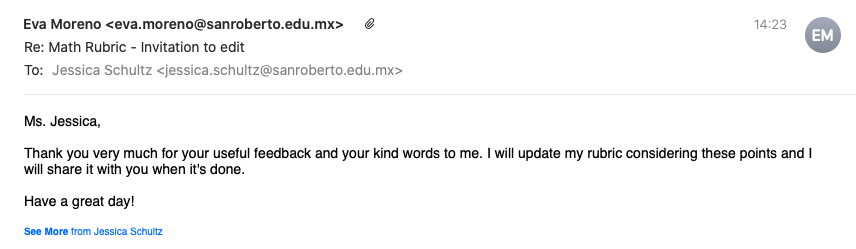 Eva Moreno <eva.moreno@sanroberto.edu.mx>
14:23
EM
Re: Math Rubric - Invitation to edit
To: Jessica Schultz <jessica.schultz@sanroberto.edu.mx>
Ms. Jessica,
Thank you very much for your useful feedback and your kind words to me. I will update my rubric considering these points and I
will share it with you when it's done.
Have a great day!
See More from Jessica Schultz